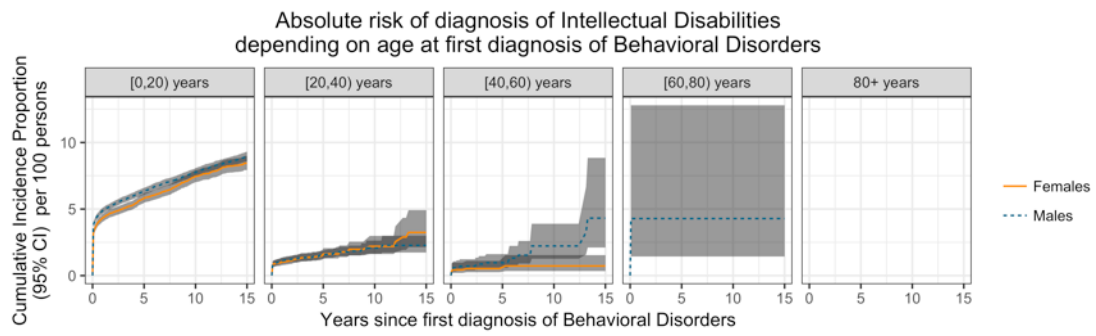 Absolute risk of diagnosis of Intellectual Disabilities
depending on age at first diagnosis of Behavioral Disorders
Cumulative Incidence Proportion
(95% CI)  per 100 persons
[0,20) years
[20,40) years
[40,60) years
[60,80) years
80+ years
10
5
0
0 5 10 15
0 5 10 15
0 5 10 15
0 5 10 15
0 5 10 15
Years since first diagnosis of Behavioral Disorders
Females
Males